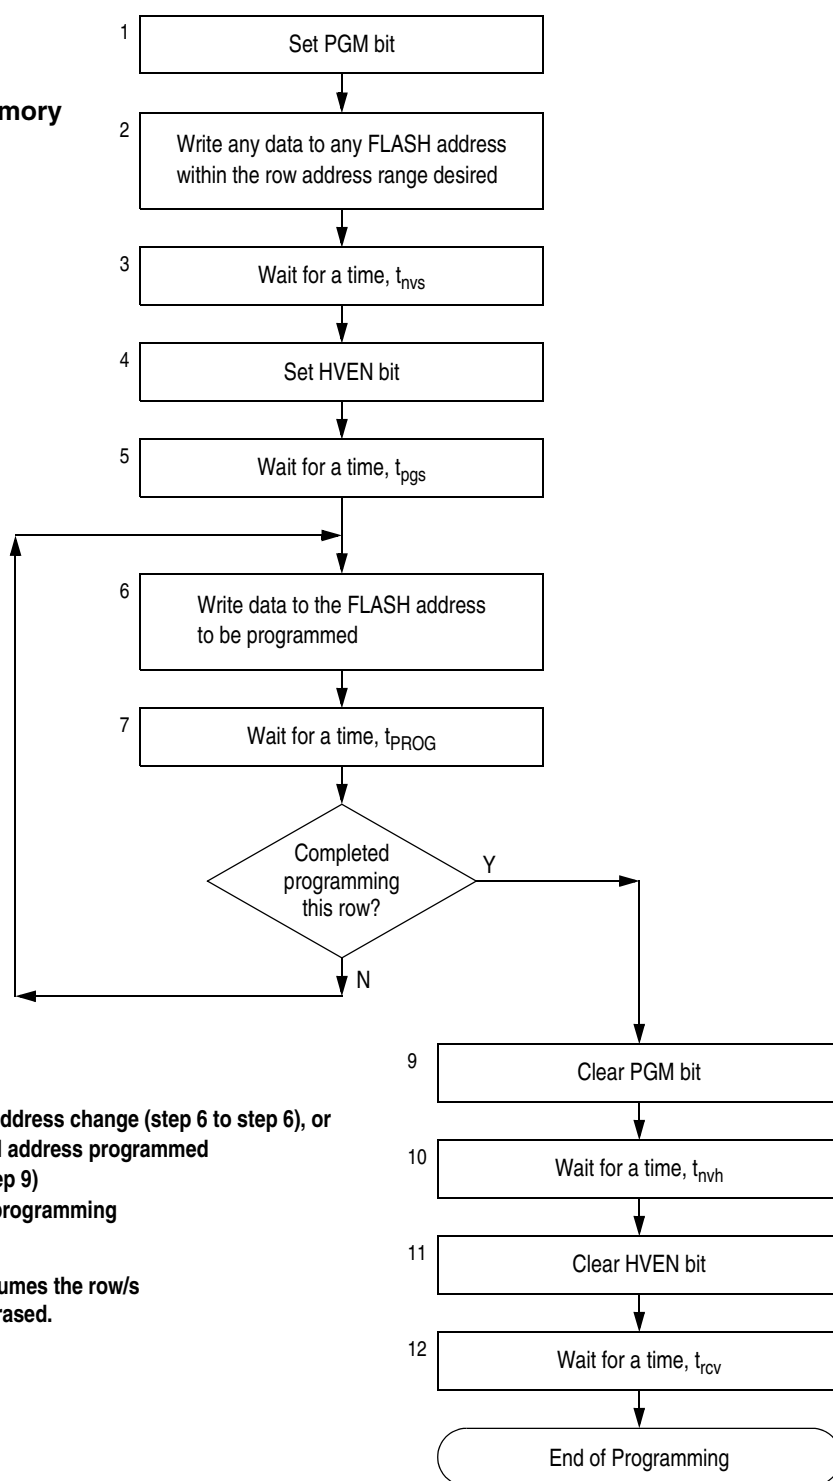 1
Set PGM bit
mory
2
Write any data to any FLASH address
within the row address range desired
3
Wait for a time, tnvs
4
Set HVEN bit
5
Wait for a time, tpgs
6
Write data to the FLASH address
to be programmed
7
Wait for a time, tPROG
Completed
programming
this row?
Y
N
9
Clear PGM bit
ddress change (step 6 to step 6), or
address programmed
ep 9)
programming
10
Wait for a time, tnvh
11
Clear HVEN bit
umes the row/s
rased.
12
Wait for a time, trcv
End of Programming